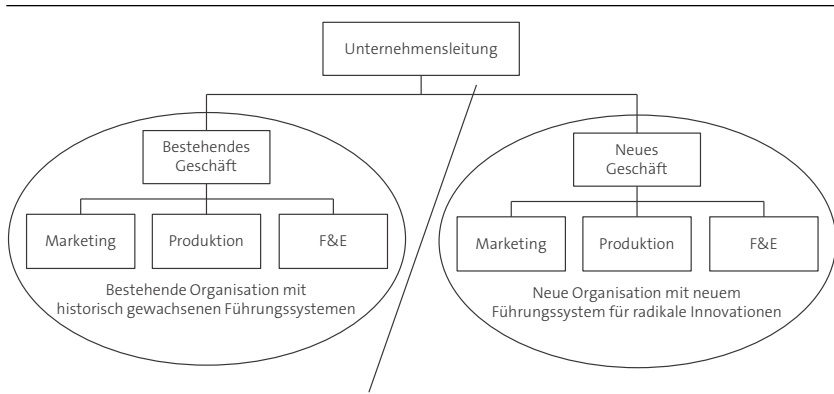 Unternehmensleitung
Bestehendes
Geschäft
Marketing
Produktion
F&E
Bestehende Organisation mit
historisch gewachsenen Führungssystemen
Neues
Geschäft
Marketing
Produktion
F&E
Neue Organisation mit neuem
Führungssystem für radikale Innovationen